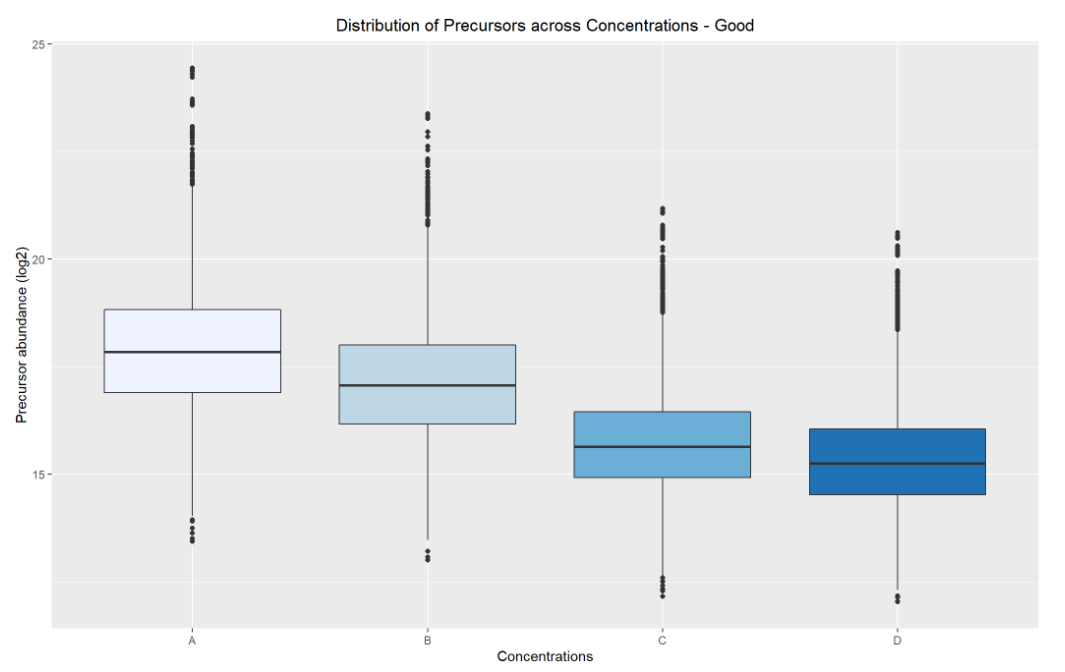 Distribution of Precursors across Concentrations - Good
Precursor abundance (log2)
25
20
15
A B C D
Concentrations